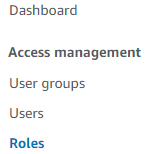 Dashboard
Access management
User groups
Users
Roles